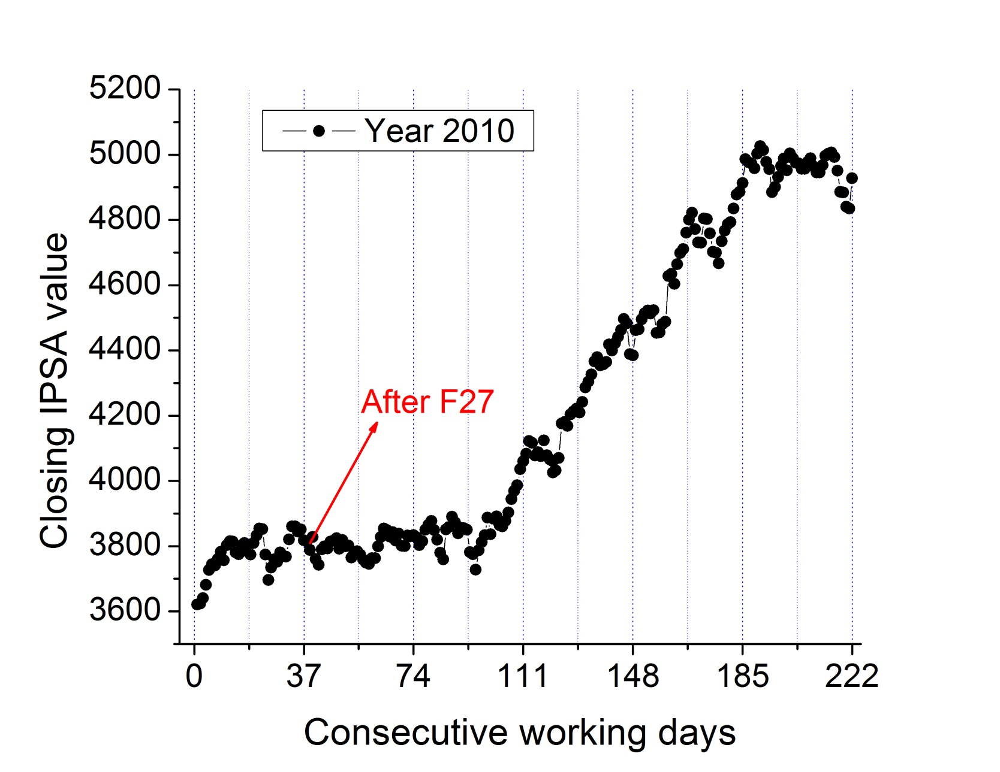 5200
5000
4800
4600
4400
4200
4000
3800
3600
Closing IPSA value
Year 2010
After F27
0 37 74 111 148 185 222
Consecutive working days